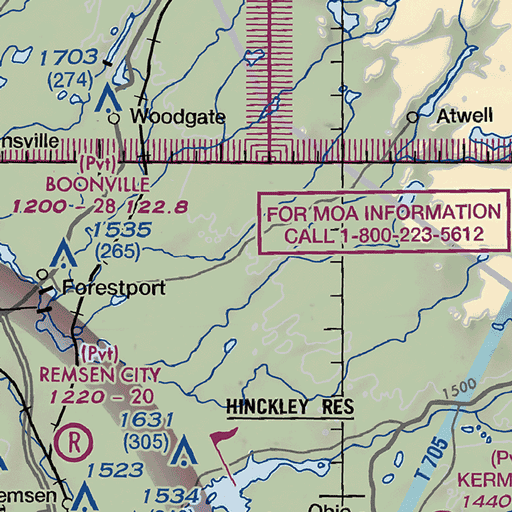 1703
(274)
Woodgate
Atwell
nsville
(Pvt)
BOONVILLE
1200 - 28 122.8
FOR MOA INFORMATION
CALL 1-800-223-5612
1535
(265)
Forestport
(Pvt)
REMSEN CITY
1220 - 20
HINCKLEY RES
1500
1631
(305)
R
1523
1534
T 705
(Pv
KERM
1440
emsen
Ohio